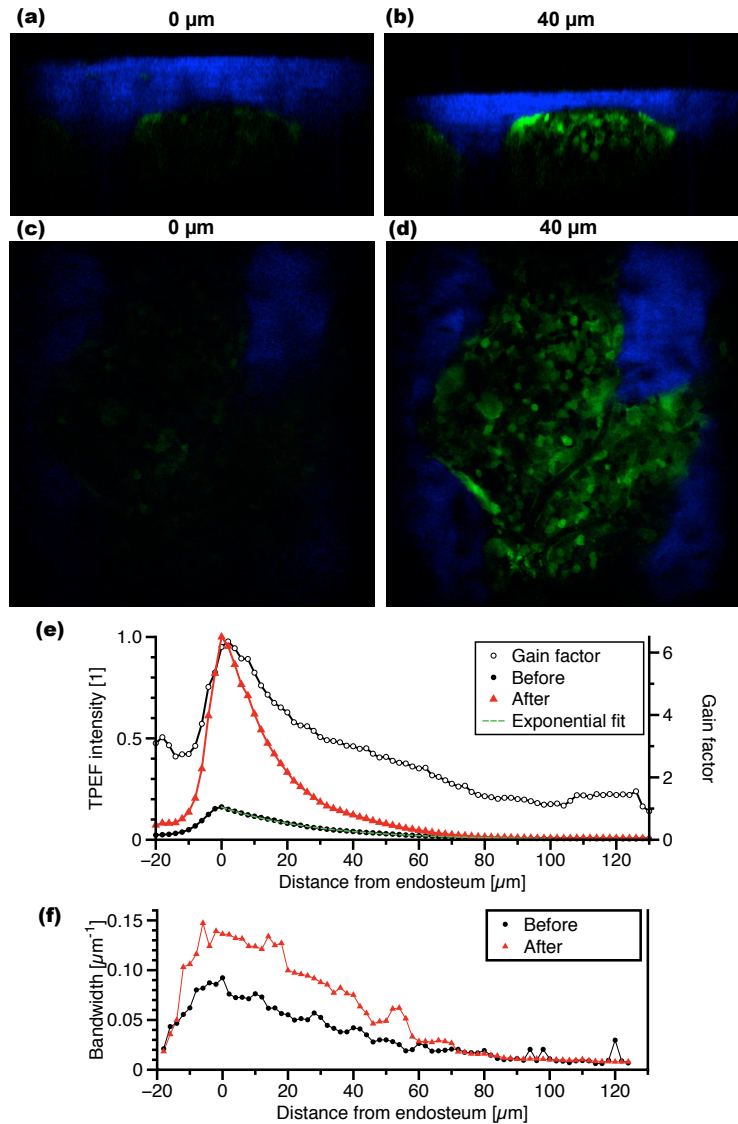 (a) 0 µm
(b) 40 µm
(c) 0 µm
(d) 40 µm
(e)
1.0
0.5
0
TPEF intensity [1]
6
4
2
0
Gain factor
Gain factor
Before
After
Exponential fit
−20 0 20 40 60 80 100 120
Distance from endosteum [µm]
(f)
0.15
0.10
0.05
0
Bandwidth [µm⁻¹]
Before
After
−20 0 20 40 60 80 100 120
Distance from endosteum [µm]